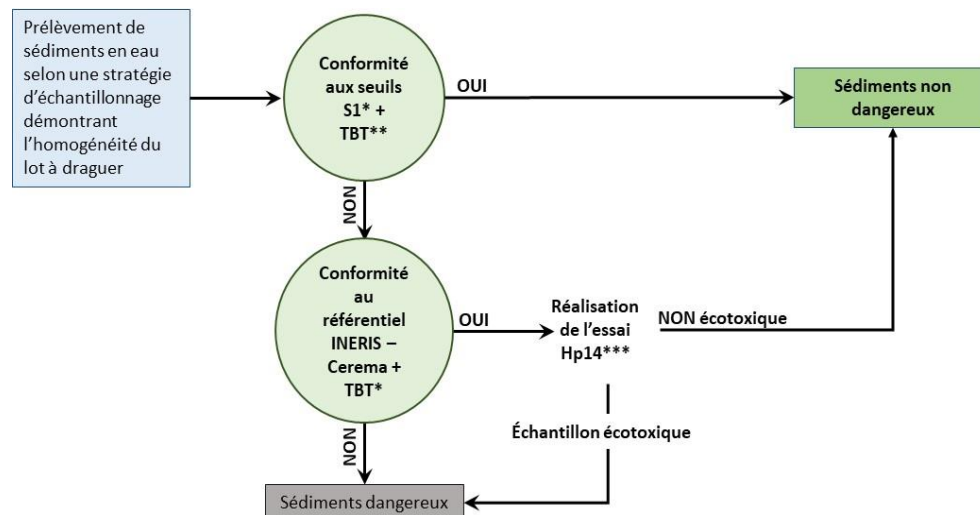 Prélèvement de
sédiments en eau
selon une stratégie
d'échantillonnage
démontrant
l'homogénéité du
lot à draguer
Conformité
aux seuils
S1* +
TBT**
OUI
Sédiments non
dangereux
NON
Conformité
au
référentiel
INERIS –
Cerema +
TBT*
OUI
Réalisation
de l'essai
Hp14***
NON écotoxique
Échantillon écotoxique
NON
Sédiments dangereux